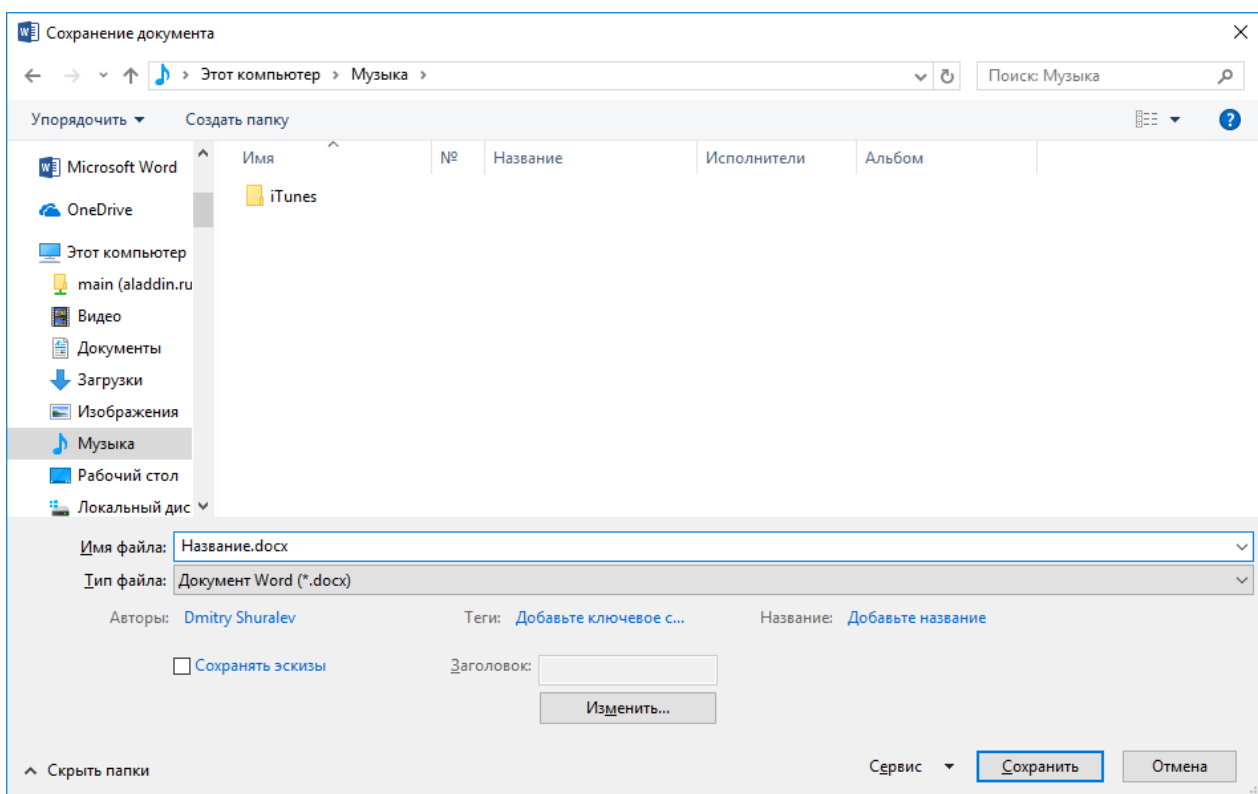 Сохранение документа
Этот компьютер > Музыка >
Поиск: Музыка
Упорядочить Создать папку
Microsoft Word
OneDrive
Этот компьютер
main (aladdin.ru
Видео
Документы
Загрузки
Изображения
Музыка
Рабочий стол
Локальный дис
Имя № Название Исполнители Альбом
iTunes
Имя файла: Название.docx
Тип файла: Документ Word (*.docx)
Авторы: Dmitry Shuralev Теги: Добавьте ключевое с... Название: Добавьте название
Сохранять эскизы Заголовок:
Изменить...
Скрыть папки Сервис Сохранить Отмена